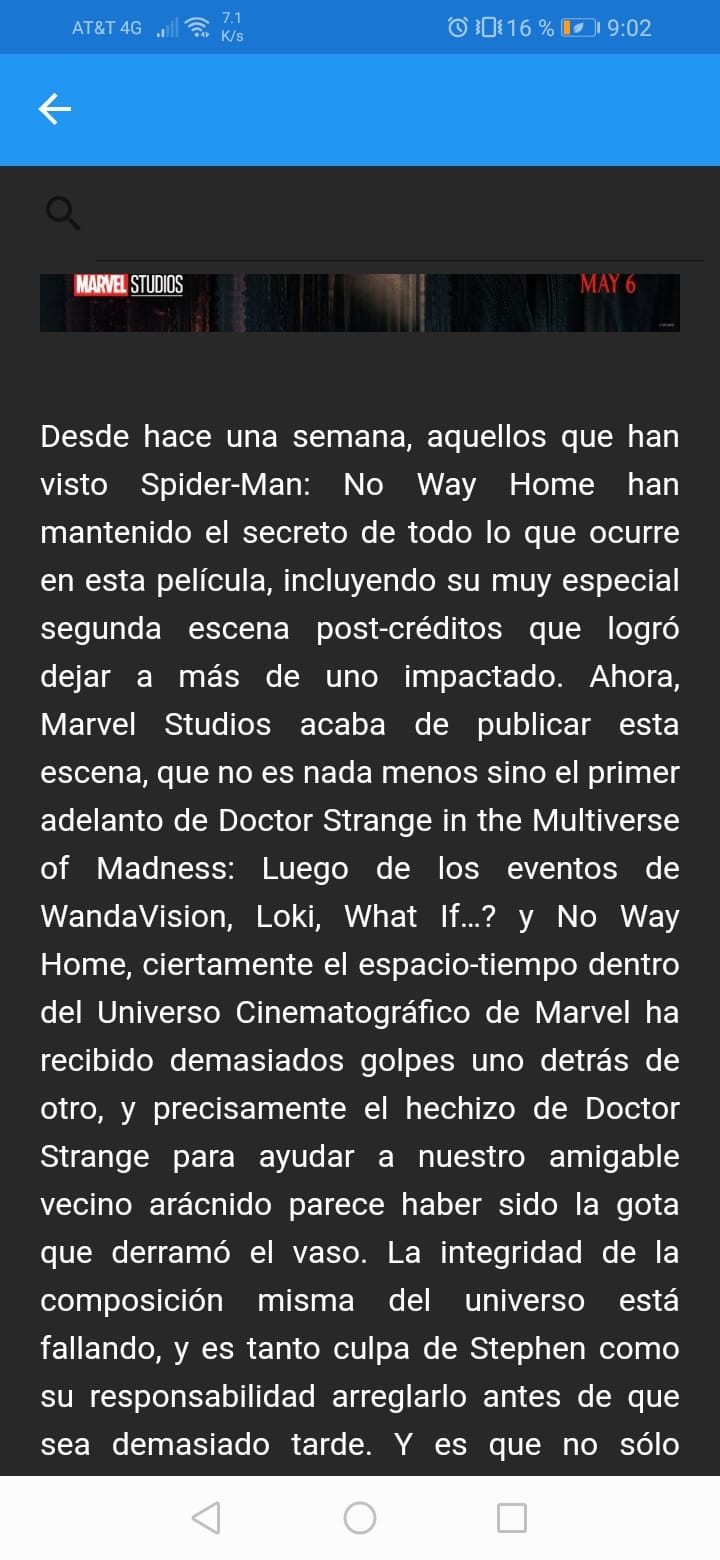 AT&T 4G 7.1 K/s 16 % 9:02
MARVEL STUDIOS MAY 6
Desde hace una semana, aquellos que han
visto Spider-Man: No Way Home han
mantenido el secreto de todo lo que ocurre
en esta película, incluyendo su muy especial
segunda escena post-créditos que logró
dejar a más de uno impactado. Ahora,
Marvel Studios acaba de publicar esta
escena, que no es nada menos sino el primer
adelanto de Doctor Strange in the Multiverse
of Madness: Luego de los eventos de
WandaVision, Loki, What If...? y No Way
Home, ciertamente el espacio-tiempo dentro
del Universo Cinematográfico de Marvel ha
recibido demasiados golpes uno detrás de
otro, y precisamente el hechizo de Doctor
Strange para ayudar a nuestro amigable
vecino arácnido parece haber sido la gota
que derramó el vaso. La integridad de la
composición misma del universo está
fallando, y es tanto culpa de Stephen como
su responsabilidad arreglarlo antes de que
sea demasiado tarde. Y es que no sólo